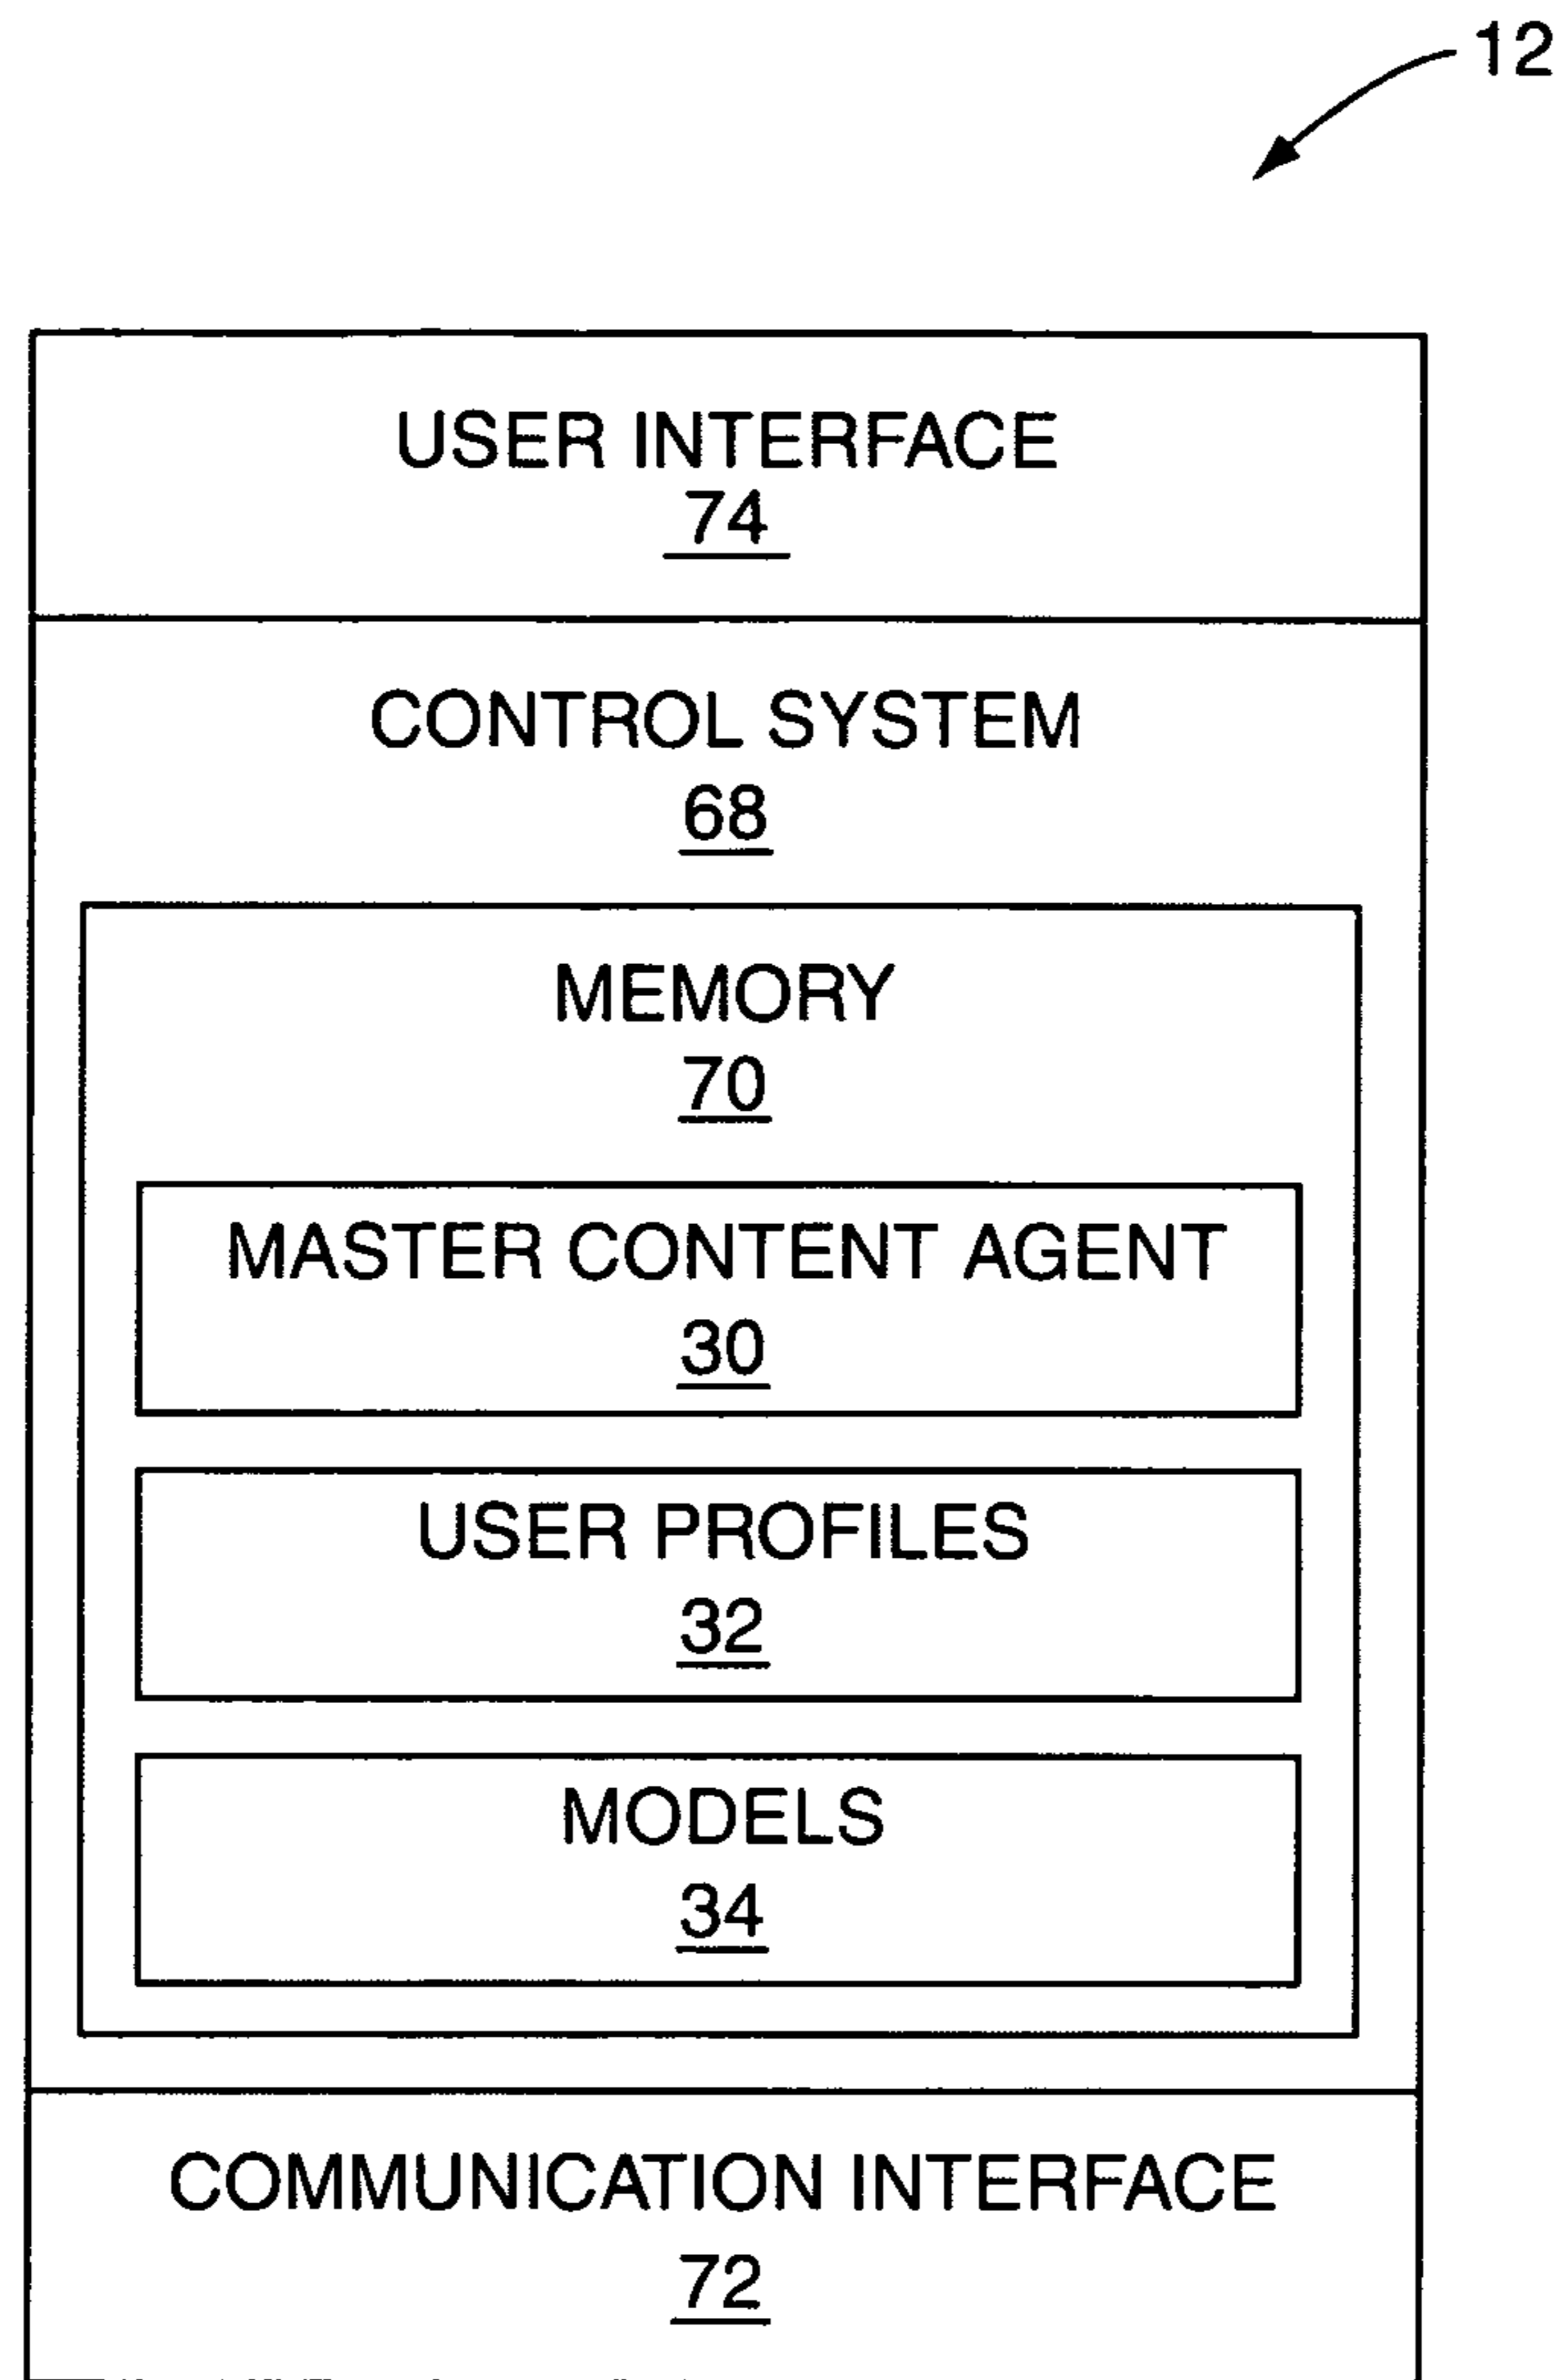 12
USER INTERFACE
74
CONTROL SYSTEM
68
MEMORY
70
MASTER CONTENT AGENT
30
USER PROFILES
32
MODELS
34
COMMUNICATION INTERFACE
72